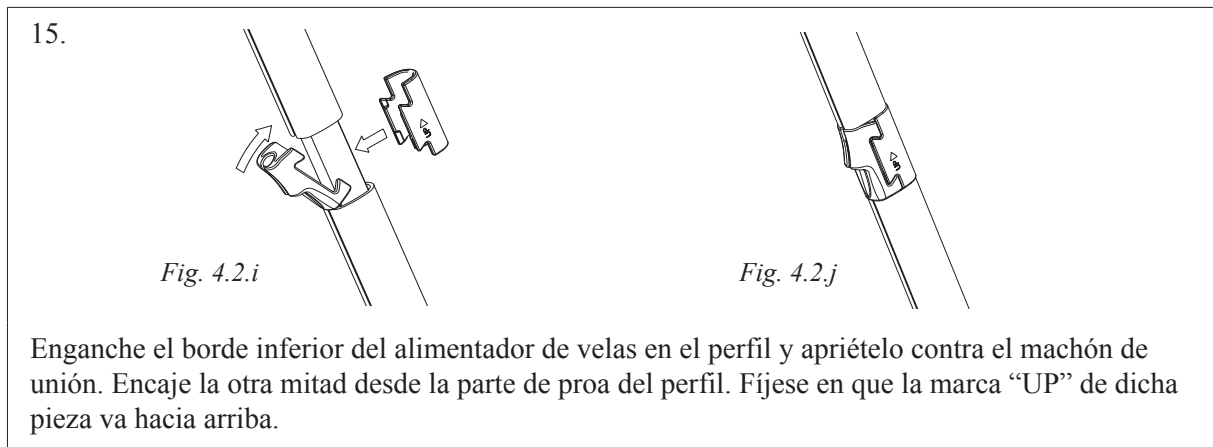 15.
Fig. 4.2.i
Fig. 4.2.j
Enganche el borde inferior del alimentador de velas en el perfil y apriételo contra el machón de
unión. Encaje la otra mitad desde la parte de proa del perfil. Fíjese en que la marca “UP” de dicha
pieza va hacia arriba.